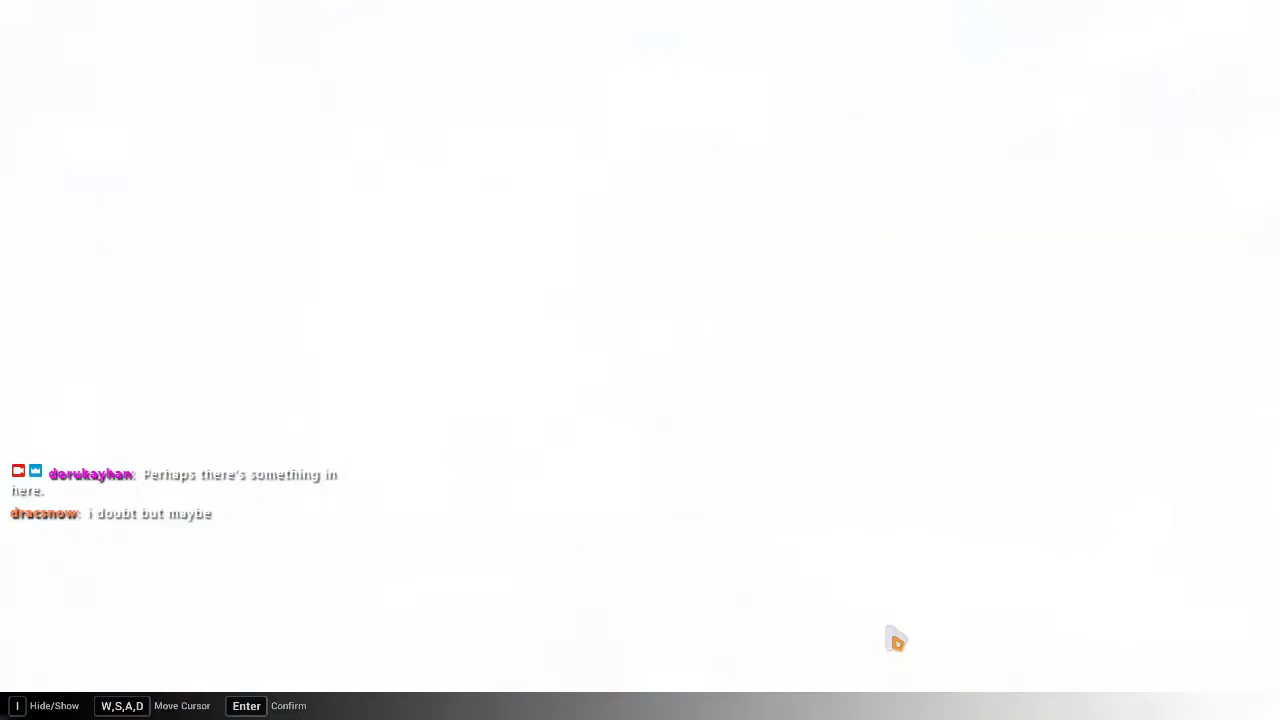 dorukayhan: Perhaps there's something in
here.
dracsnow: i doubt but maybe
I Hide/Show W,S,A,D Move Cursor Enter Confirm